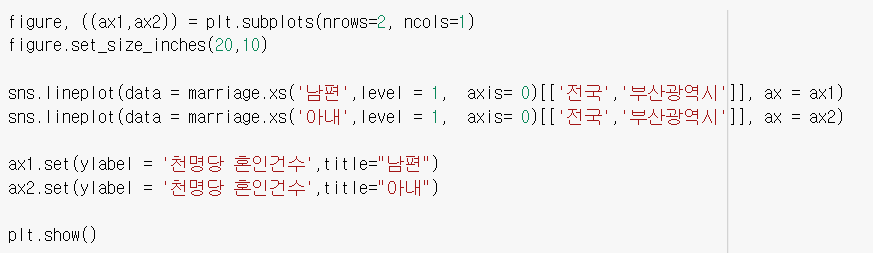 figure, ((ax1,ax2)) = plt.subplots(nrows=2, ncols=1)
figure.set_size_inches(20,10)
sns.lineplot(data = marriage.xs('남편',level = 1,  axis= 0)[['전국','부산광역시']], ax = ax1)
sns.lineplot(data = marriage.xs('아내',level = 1,  axis= 0)[['전국','부산광역시']], ax = ax2)
ax1.set(ylabel = '천명당 혼인건수',title="남편")
ax2.set(ylabel = '천명당 혼인건수',title="아내")
plt.show()